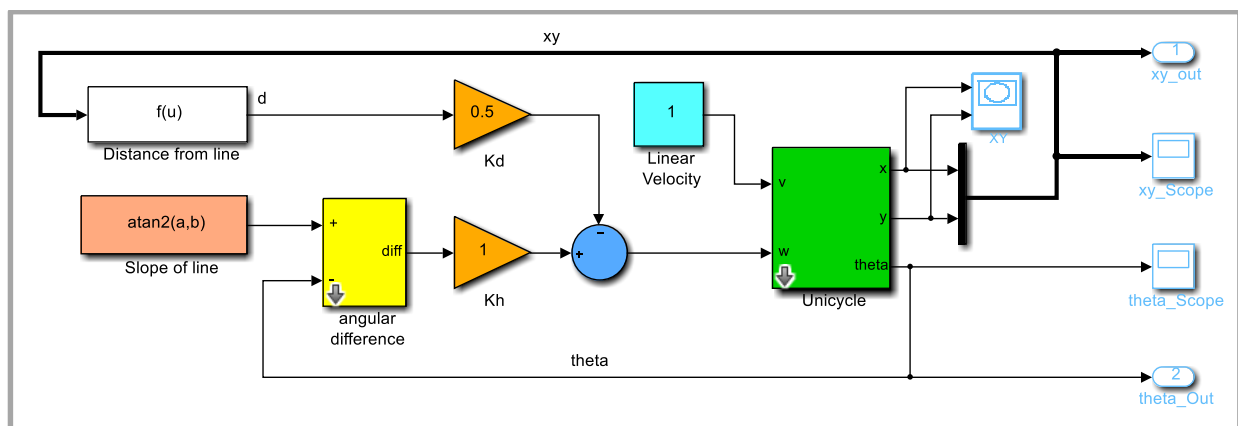 xy
1
xy_out
f(u)
d
Distance from line
0.5
Kd
1
Linear
Velocity
XY
xy_Scope
atan2(a,b)
Slope of line
+
-
diff
angular
difference
1
Kh
-
+
v
w
x
y
theta
Unicycle
theta_Scope
theta
2
theta_Out